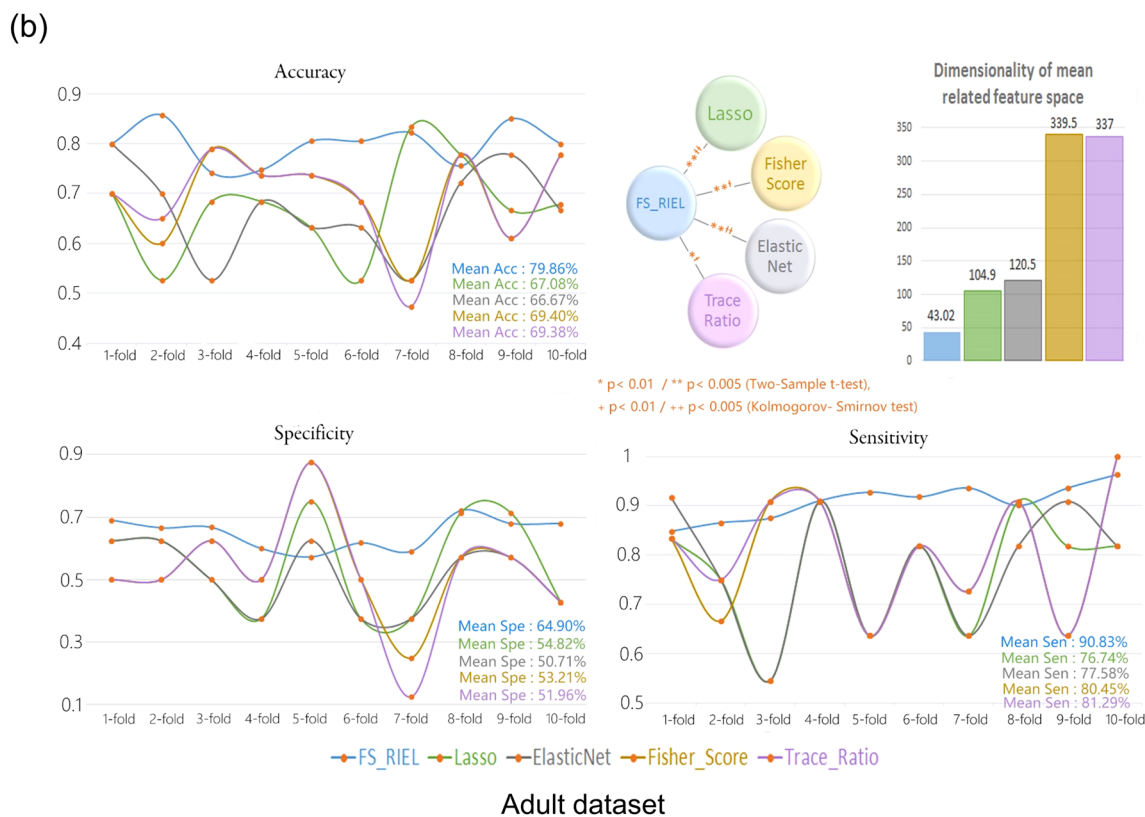 (b)
Accuracy
0.9
0.8
0.7
0.6
0.5
0.4
1-fold 2-fold 3-fold 4-fold 5-fold 6-fold 7-fold 8-fold 9-fold 10-fold
Mean Acc : 79.86%
Mean Acc : 67.08%
Mean Acc : 66.67%
Mean Acc : 69.40%
Mean Acc : 69.38%
Lasso
Fisher
Score
FS_RIEL
Elastic
Net
Trace
Ratio
**++
**+
**++
*+
* p< 0.01 / ** p< 0.005 (Two-Sample t-test),
+ p< 0.01 / ++ p< 0.005 (Kolmogorov- Smirnov test)
Dimensionality of mean
related feature space
350
300
250
200
150
100
50
0
43.02
104.9
120.5
339.5
337
Specificity
0.9
0.7
0.5
0.3
0.1
1-fold 2-fold 3-fold 4-fold 5-fold 6-fold 7-fold 8-fold 9-fold 10-fold
Mean Spe : 64.90%
Mean Spe : 54.82%
Mean Spe : 50.71%
Mean Spe : 53.21%
Mean Spe : 51.96%
Sensitivity
1
0.9
0.8
0.7
0.6
0.5
1-fold 2-fold 3-fold 4-fold 5-fold 6-fold 7-fold 8-fold 9-fold 10-fold
Mean Sen : 90.83%
Mean Sen : 76.74%
Mean Sen : 77.58%
Mean Sen : 80.45%
Mean Sen : 81.29%
FS_RIEL Lasso ElasticNet Fisher_Score Trace_Ratio
Adult dataset